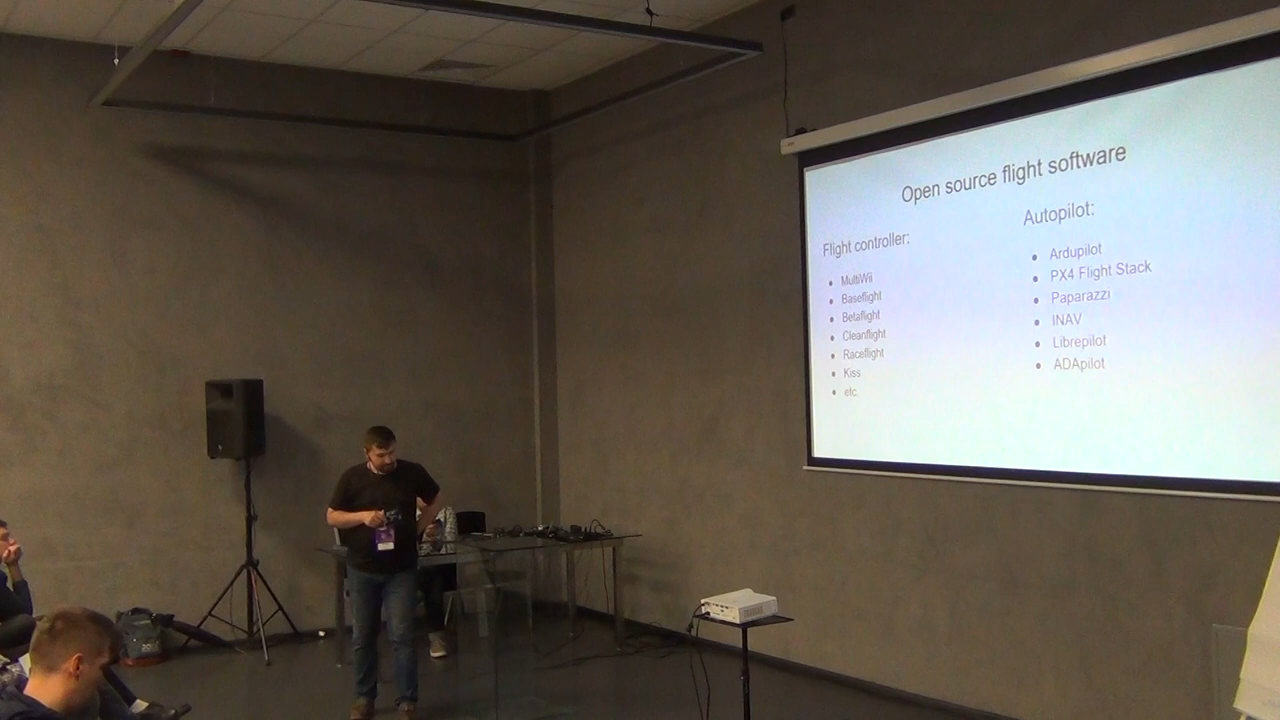 Open source flight software
Flight controller:
MultiWii
Baseflight
Betaflight
Cleanflight
Raceflight
Kiss
etc.
Autopilot:
Ardupilot
PX4 Flight Stack
Paparazzi
INAV
Librepilot
ADApilot